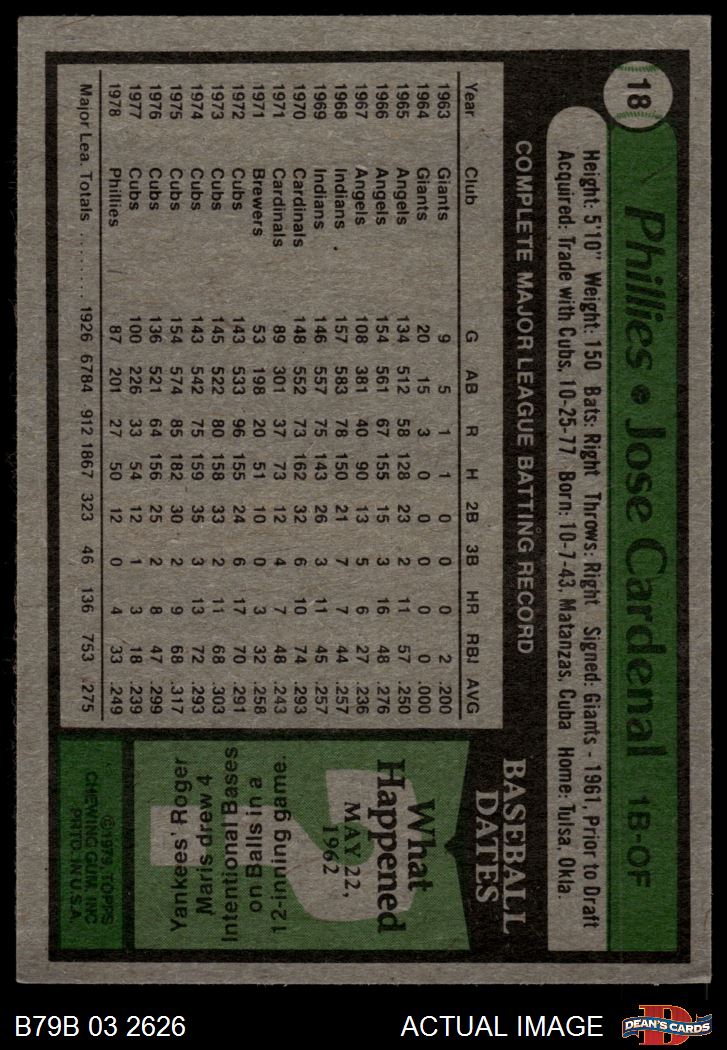 18
Phillies • Jose Cardenal 1B-OF
Height: 5'10" Weight: 150 Bats: Right Throws: Right Signed: Giants - 1961, Prior to Draft
Acquired: Trade with Cubs, 10-25-77 Born: 10-7-43, Matanzas, Cuba Home: Tulsa, Okla.
COMPLETE MAJOR LEAGUE BATTING RECORD
Year Club G AB R H 2B 3B HR RBI AVG
1963 Giants 9 5 1 1 0 0 0 2 .200
1964 Giants 20 15 3 0 0 0 0 0 .000
1965 Angels 134 512 58 128 23 2 11 57 .250
1966 Angels 154 561 67 155 15 3 16 48 .276
1967 Angels 108 381 40 90 13 5 6 27 .236
1968 Indians 157 583 78 150 21 7 7 44 .257
1969 Indians 146 557 75 143 26 3 11 45 .257
1970 Cardinals 148 552 73 162 32 6 10 74 .293
1971 Cardinals 89 301 37 73 12 4 7 48 .243
1971 Brewers 53 198 20 51 10 0 3 32 .258
1972 Cubs 143 533 96 155 24 6 17 70 .291
1973 Cubs 145 522 80 158 33 2 11 68 .303
1974 Cubs 143 542 75 159 35 3 13 72 .293
1975 Cubs 154 574 85 182 30 2 9 68 .317
1976 Cubs 136 521 64 156 25 2 8 47 .299
1977 Cubs 100 226 33 54 12 1 3 18 .239
1978 Phillies 87 201 27 50 12 0 4 33 .249
Major Lea. Totals ......... 1926 6784 912 1867 323 46 136 753 .275
BASEBALL
DATES
What
Happened
MAY 22,
1962
?
Yankees' Roger
Maris drew 4
Intentional Bases
on Balls in a
12-inning game.
©1979, TOPPS
CHEWING GUM, INC
PRTD. IN U.S.A.
B79B 03 2626
ACTUAL IMAGE
D
DEAN'S CARDS